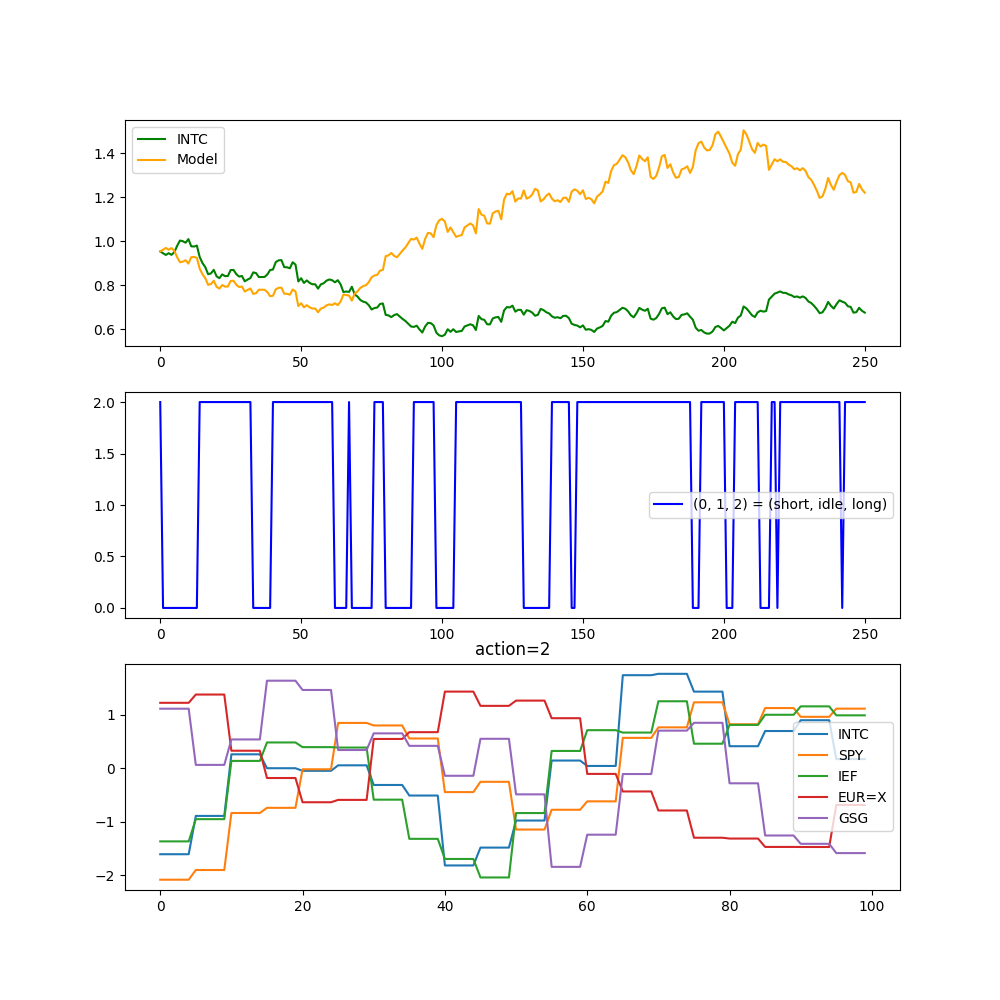 INTC
Model
1.4
1.2
1.0
0.8
0.6
0 50 100 150 200 250
2.0
1.5
1.0
0.5
0.0
(0, 1, 2) = (short, idle, long)
0 50 100 150 200 250
action=2
1
0
−1
−2
INTC
SPY
IEF
EUR=X
GSG
0 20 40 60 80 100